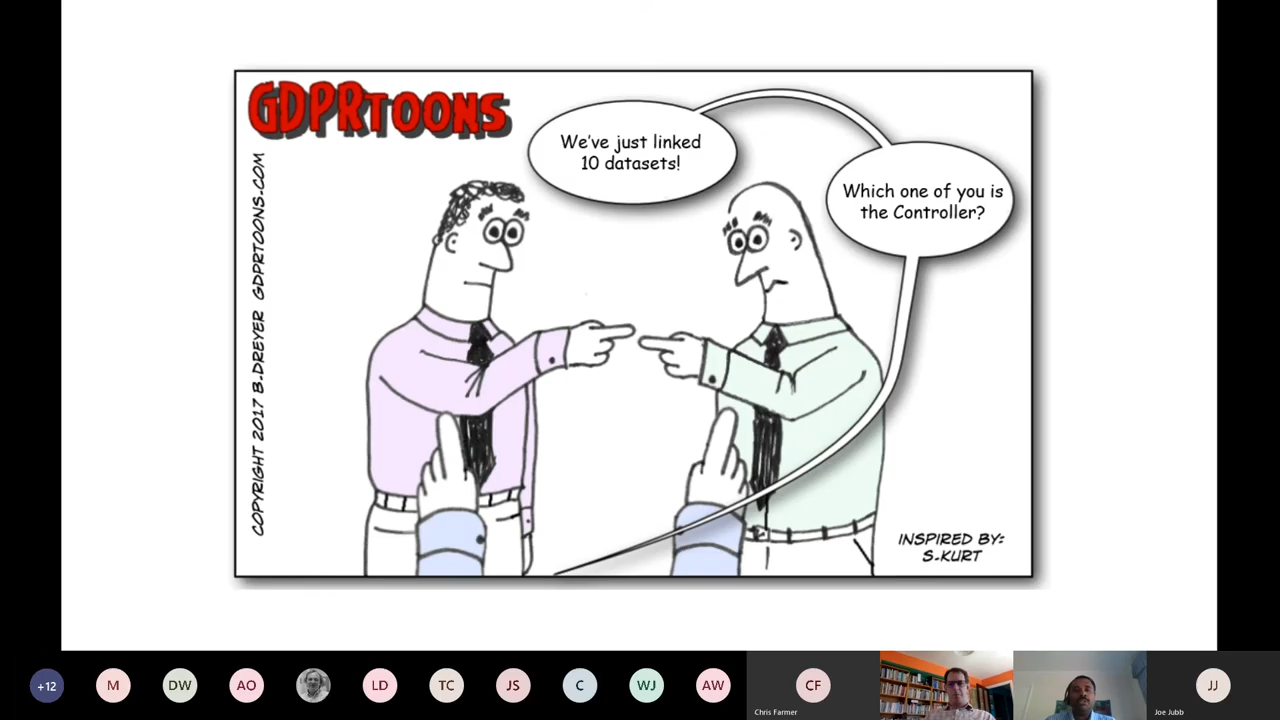 GDPRTOONS
We've just linked
10 datasets!
Which one of you is
the Controller?
COPYRIGHT 2017 B.DREYER GDPRTOONS.COM
INSPIRED BY:
S.KURT
+12
M
DW
AO
LD
TC
JS
C
WJ
AW
CF
Chris Farmer
JJ
Joe Jubb